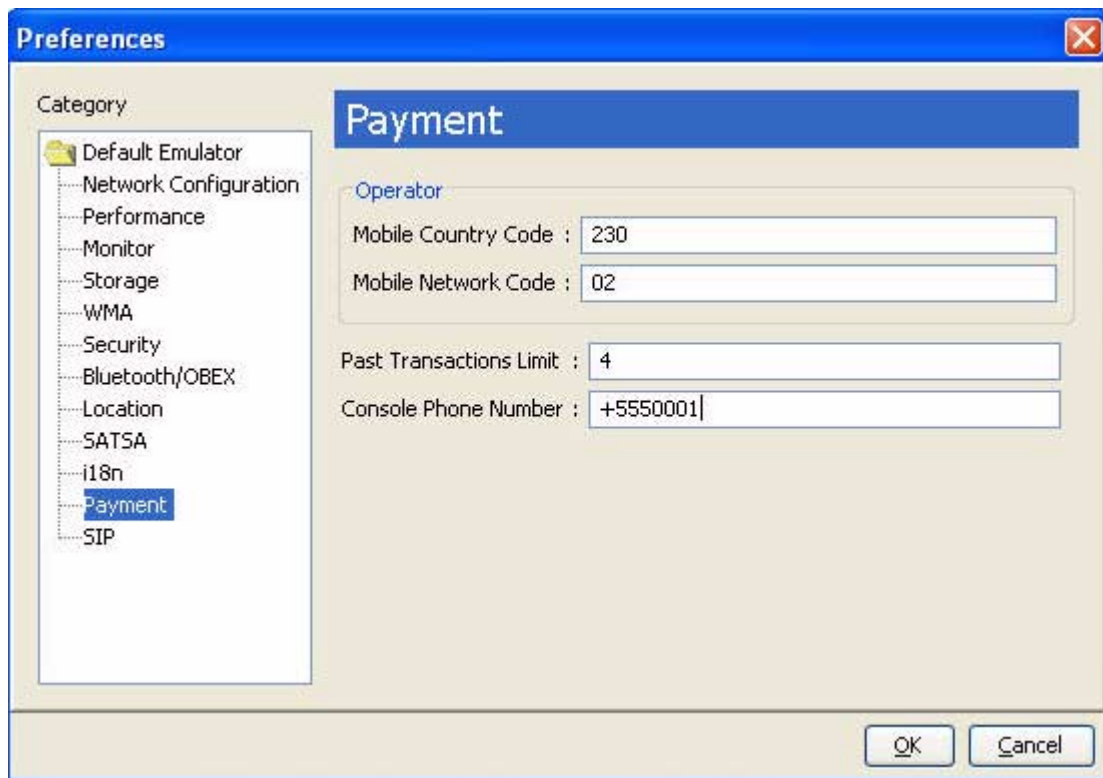 Preferences
Category
Default Emulator
Network Configuration
Performance
Monitor
Storage
WMA
Security
Bluetooth/OBEX
Location
SATSA
i18n
Payment
SIP
Payment
Operator
Mobile Country Code : 230
Mobile Network Code : 02
Past Transactions Limit : 4
Console Phone Number : +5550001
OK Cancel